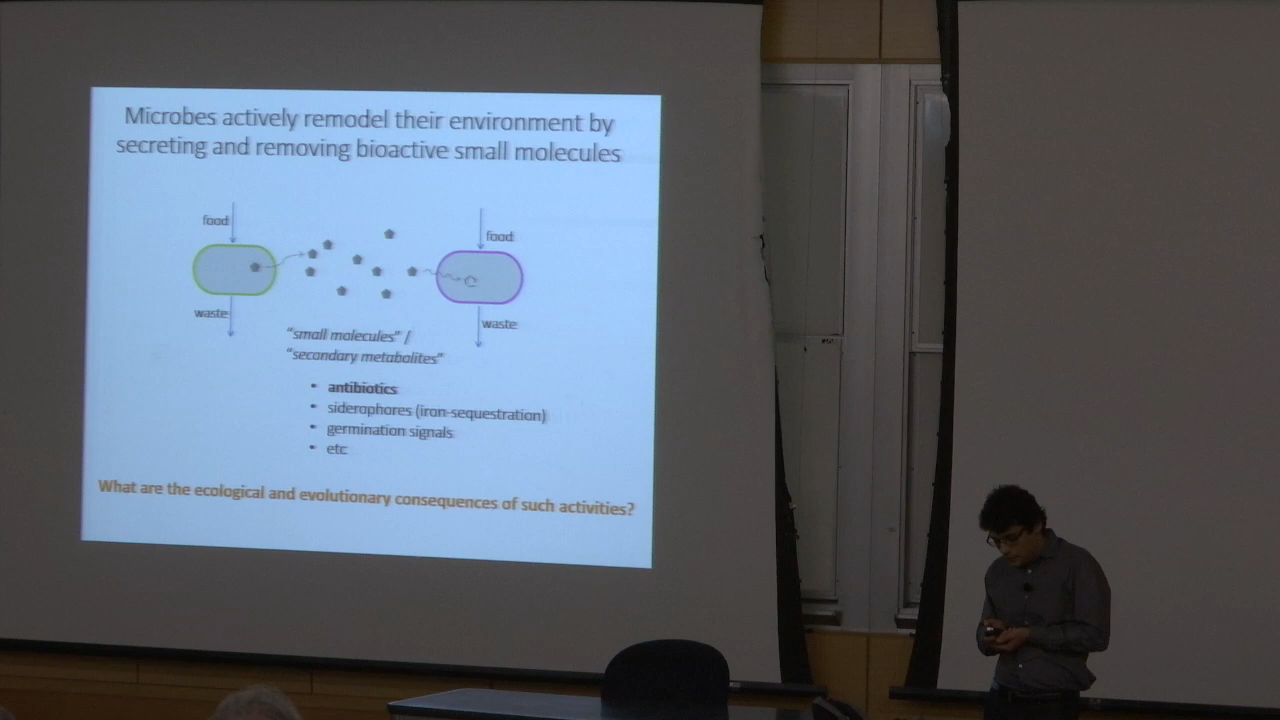 Microbes actively remodel their environment by
secreting and removing bioactive small molecules
food
food
waste
waste
"small molecules" /
"secondary metabolites"
• antibiotics
• siderophores (iron-sequestration)
• germination signals
• etc
What are the ecological and evolutionary consequences of such activities?